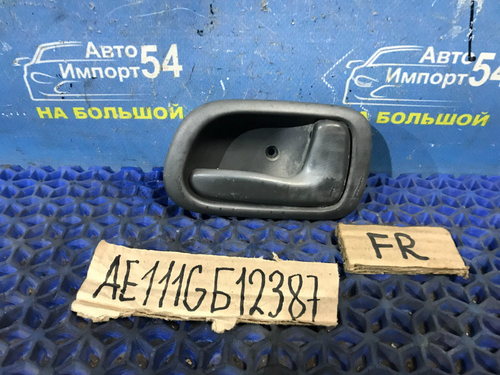 Авто
Импорт54
НА БОЛЬШОЙ
Авто
Импорт54
НА БОЛЬШОЙ
FR
AE111GБ12387